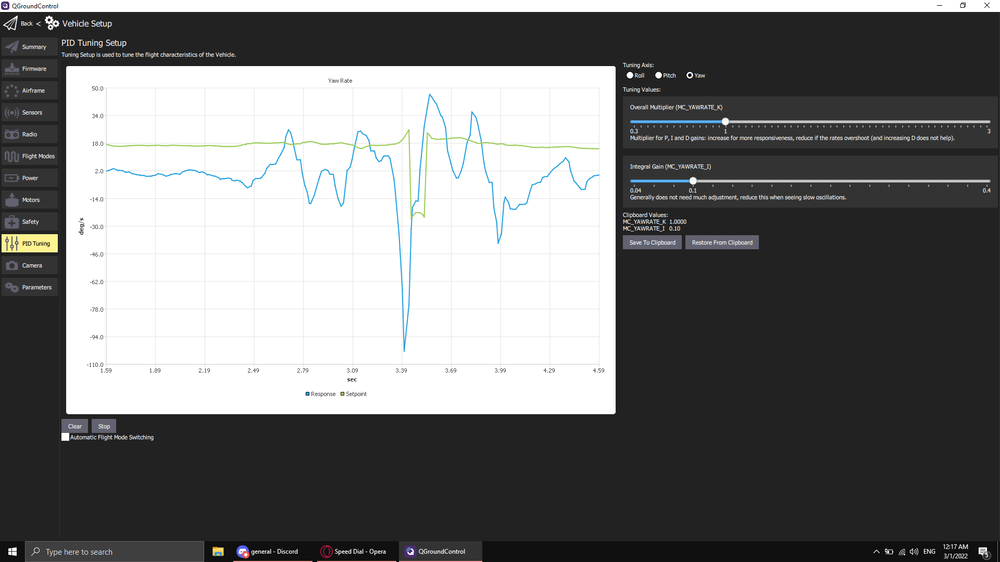 QGroundControl
Back < Vehicle Setup
Summary
Firmware
Airframe
Sensors
Radio
Flight Modes
Power
Motors
Safety
PID Tuning
Camera
Parameters
PID Tuning Setup
Tuning Setup is used to tune the flight characteristics of the Vehicle.
Yaw Rate
50.0
34.0
18.0
2.0
-14.0
-30.0
-46.0
-62.0
-78.0
-94.0
-110.0
deg/s
1.59 1.89 2.19 2.49 2.79 3.09 3.39 3.69 3.99 4.29 4.59
sec
Response Setpoint
Clear Stop
Automatic Flight Mode Switching
Tuning Axis:
Roll Pitch Yaw
Tuning Values:
Overall Multiplier (MC_YAWRATE_K)
0.3 1 3
Multiplier for P, I and D gains: increase for more responsiveness, reduce if the rates overshoot (and increasing D does not help).
Integral Gain (MC_YAWRATE_I)
0.04 0.1 0.4
Generally does not need much adjustment, reduce this when seeing slow oscillations.
Clipboard Values:
MC_YAWRATE_K 1.0000
MC_YAWRATE_I 0.10
Save To Clipboard Restore From Clipboard
Type here to search
general - Discord
Speed Dial - Opera
QGroundControl
ENG
12:17 AM
3/1/2022
5